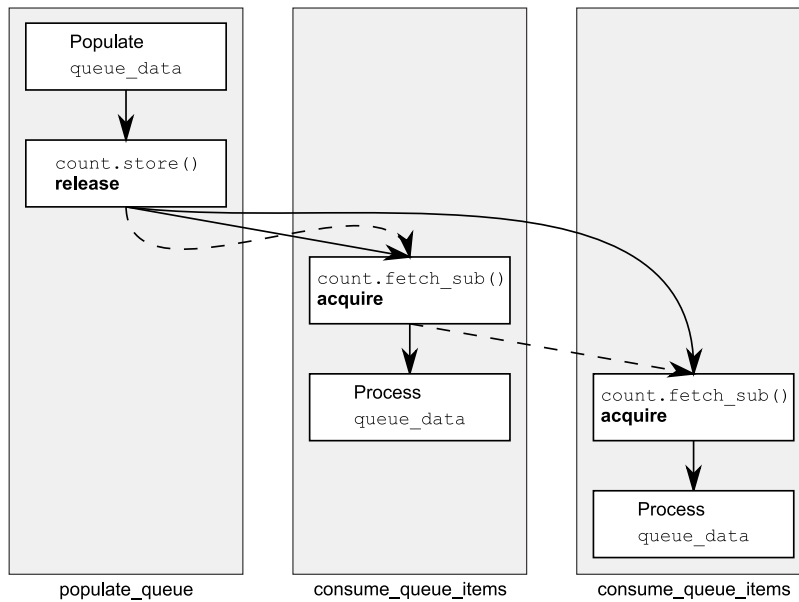 Populate
queue_data
count.store()
release
populate_queue
count.fetch_sub()
acquire
Process
queue_data
consume_queue_items
count.fetch_sub()
acquire
Process
queue_data
consume_queue_items